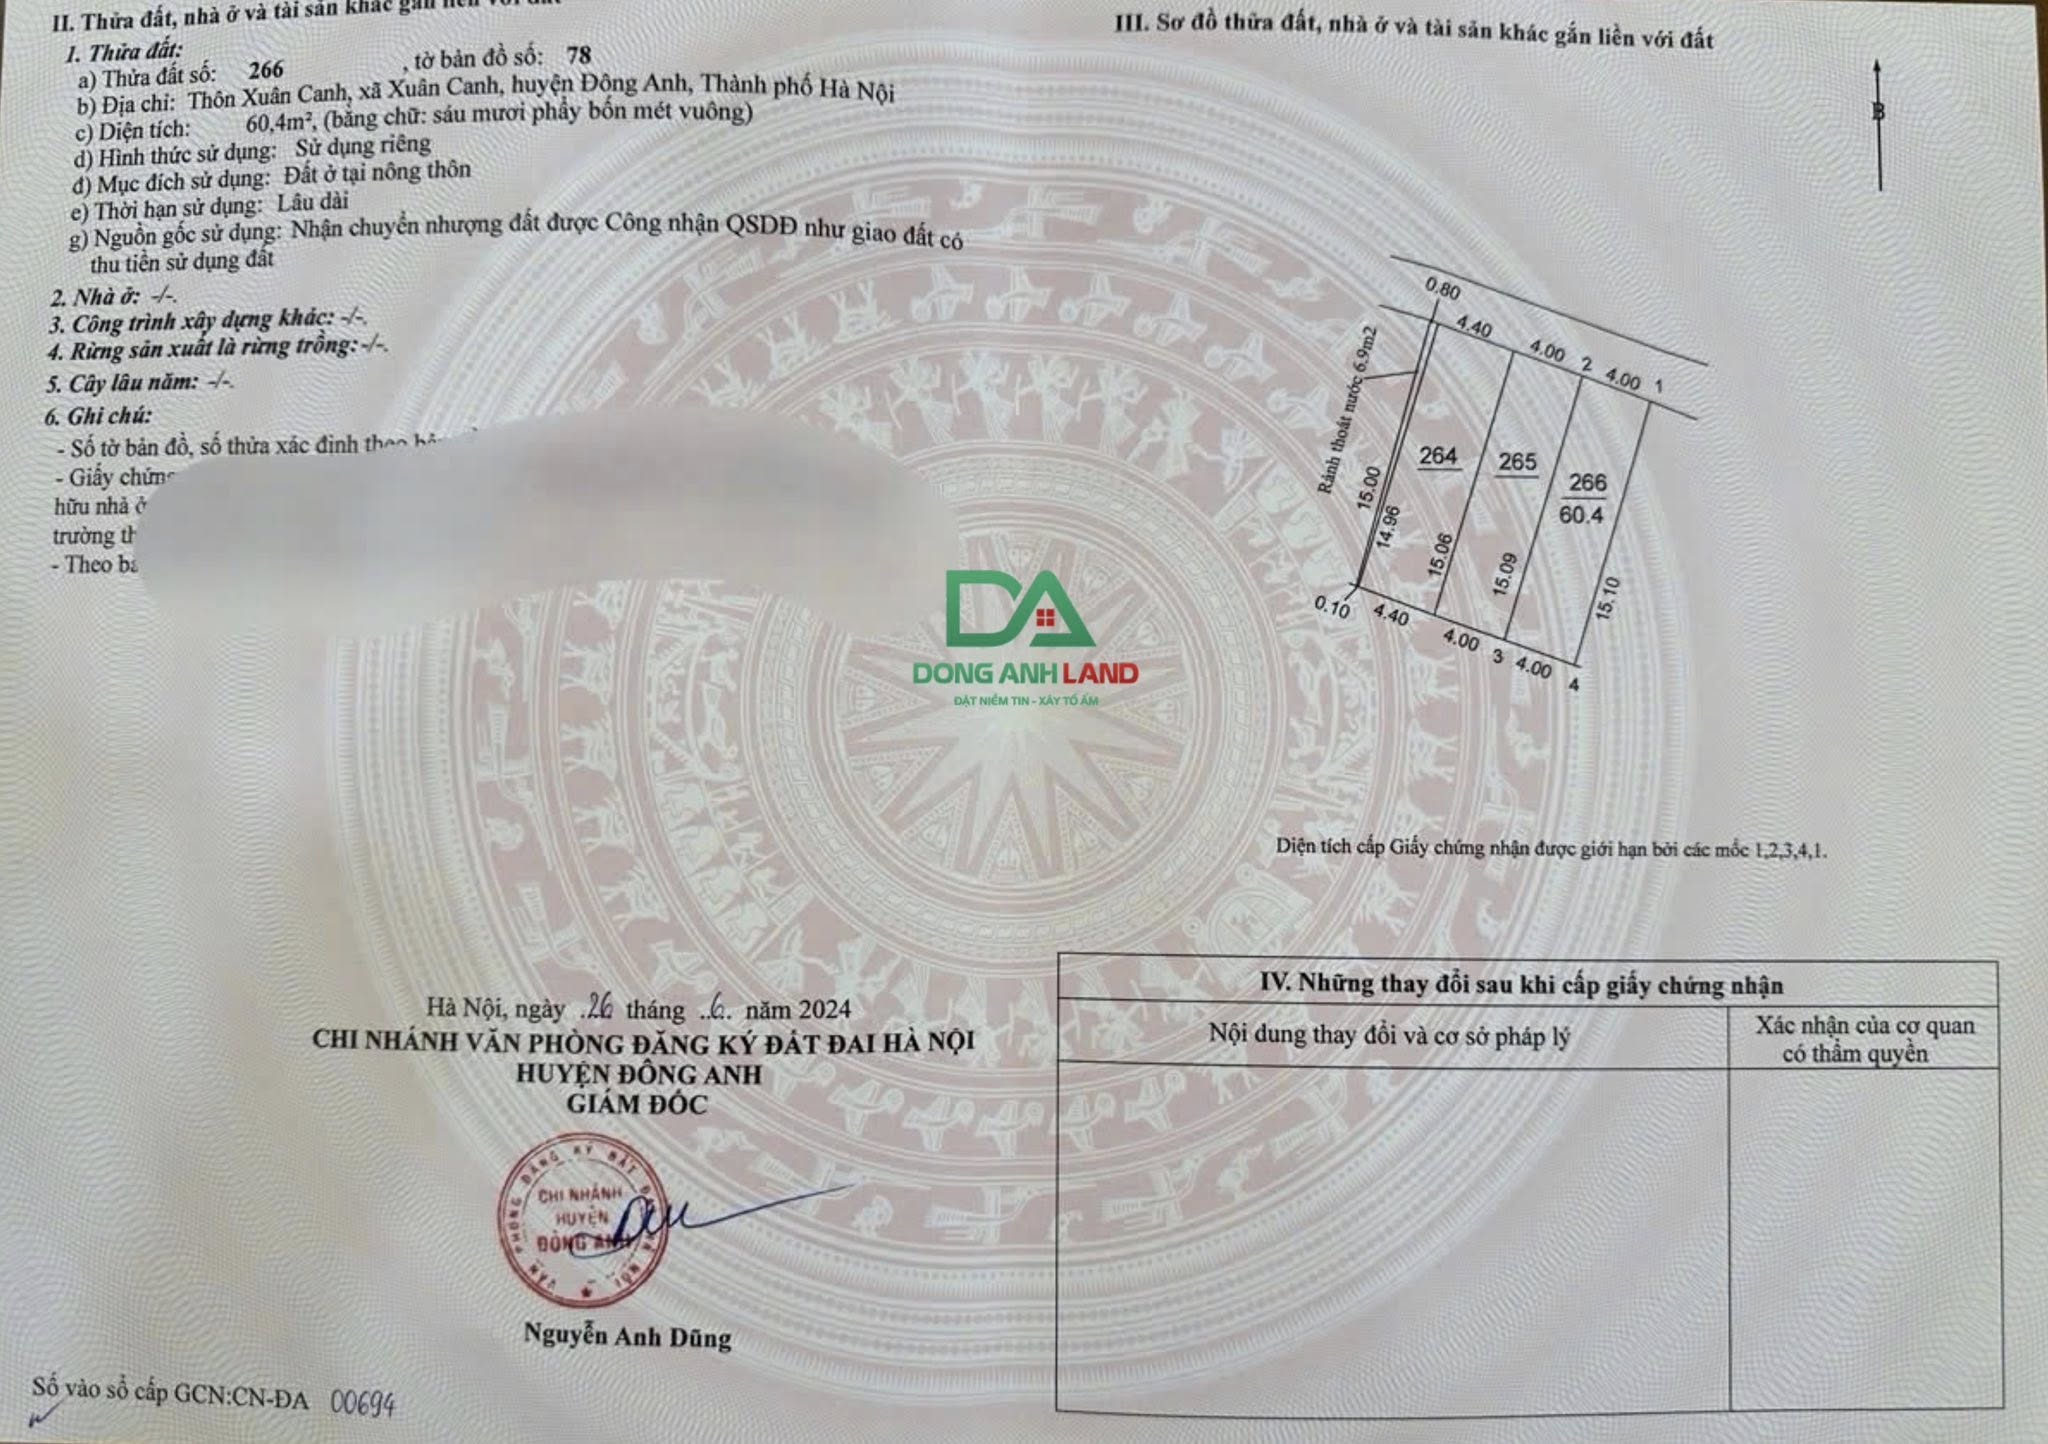 II. Thửa đất, nhà ở và tài sản khác gắn liền với đất
1. Thửa đất:
a) Thửa đất số: 266 , tờ bản đồ số: 78
b) Địa chỉ: Thôn Xuân Canh, xã Xuân Canh, huyện Đông Anh, Thành phố Hà Nội
c) Diện tích: 60,4m², (bằng chữ: sáu mươi phẩy bốn mét vuông)
d) Hình thức sử dụng: Sử dụng riêng
đ) Mục đích sử dụng: Đất ở tại nông thôn
e) Thời hạn sử dụng: Lâu dài
g) Nguồn gốc sử dụng: Nhận chuyển nhượng đất được Công nhận QSDĐ như giao đất có
thu tiền sử dụng đất
2. Nhà ở: -/-.
3. Công trình xây dựng khác: -/-.
4. Rừng sản xuất là rừng trồng:-/-.
5. Cây lâu năm: -/-.
6. Ghi chú:
- Số tờ bản đồ, số thửa xác định theo
- Giấy chứng
hữu nhà ở
trường
- Theo
Hà Nội, ngày .26 tháng .6. năm 2024
CHI NHÁNH VĂN PHÒNG ĐĂNG KÝ ĐẤT ĐAI HÀ NỘI
HUYỆN ĐÔNG ANH
GIÁM ĐỐC
VĂN PHÒNG ĐĂNG KÝ ĐẤT ĐAI HÀ NỘI
CHI NHÁNH
HUYỆN
ĐÔNG ANH
Nguyễn Anh Dũng
Số vào sổ cấp GCN:CN-ĐA 00694
III. Sơ đồ thửa đất, nhà ở và tài sản khác gắn liền với đất
B
0.80
4.40
4.00
2
4.00
1
Rãnh thoát nước 6.9m2
15.00
14.96
264
15.06
265
15.09
266
60.4
15.10
0.10
4.40
4.00
3
4.00
4
DA
DONG ANH LAND
ĐẶT NIỀM TIN - XÂY TỔ ẤM
Diện tích cấp Giấy chứng nhận được giới hạn bởi các mốc 1,2,3,4,1.
IV. Những thay đổi sau khi cấp giấy chứng nhận
Nội dung thay đổi và cơ sở pháp lý
Xác nhận của cơ quan
có thẩm quyền